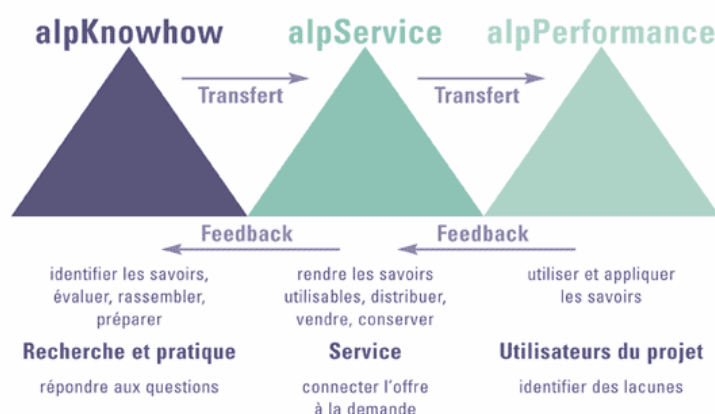 alpKnowhow
alpService
alpPerformance
Transfert
Transfert
Feedback
Feedback
identifier les savoirs,
évaluer, rassembler,
préparer
rendre les savoirs
utilisables, distribuer,
vendre, conserver
utiliser et appliquer
les savoirs
Recherche et pratique
Service
Utilisateurs du projet
répondre aux questions
connecter l'offre
à la demande
identifier des lacunes